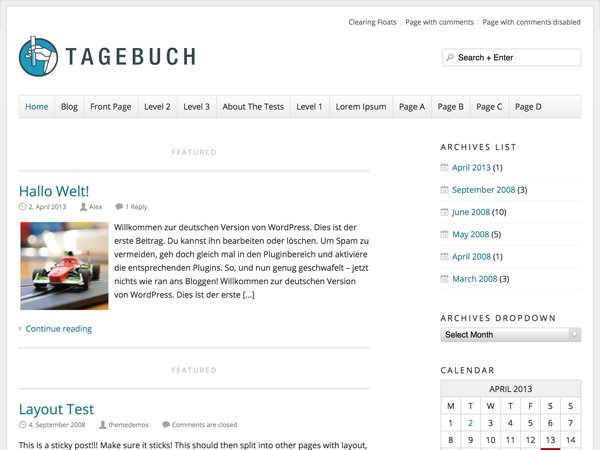 Clearing Floats
Page with comments
Page with comments disabled
TAGEBUCH
Search + Enter
Home
Blog
Front Page
Level 2
Level 3
About The Tests
Level 1
Lorem Ipsum
Page A
Page B
Page C
Page D
FEATURED
Hallo Welt!
2. April 2013
Alex
1 Reply
Willkommen zur deutschen Version von WordPress. Dies ist der
erste Beitrag. Du kannst ihn bearbeiten oder löschen. Um Spam zu
vermeiden, geh doch gleich mal in den Pluginbereich und aktiviere
die entsprechenden Plugins. So, und nun genug geschwafelt – jetzt
nichts wie ran ans Bloggen! Willkommen zur deutschen Version
von WordPress. Dies ist der erste [...]
Continue reading
FEATURED
Layout Test
4. September 2008
themedemos
Comments are closed
This is a sticky post!!! Make sure it sticks! This should then split into other pages with layout,
ARCHIVES LIST
April 2013 (1)
September 2008 (3)
June 2008 (10)
May 2008 (5)
April 2008 (1)
March 2008 (3)
ARCHIVES DROPDOWN
Select Month
CALENDAR
APRIL 2013
M T W T F S S
1 2 3 4 5 6 7
8 9 10 11 12 13 14